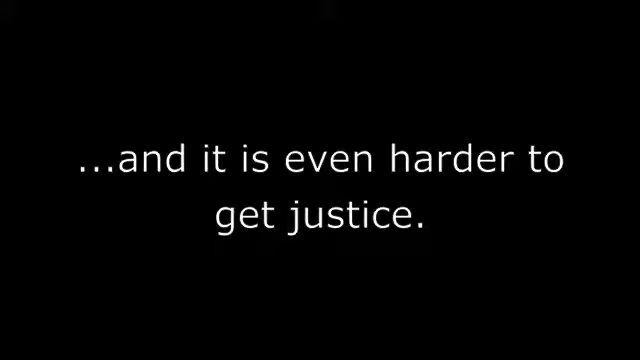 ...and it is even harder to
get justice.